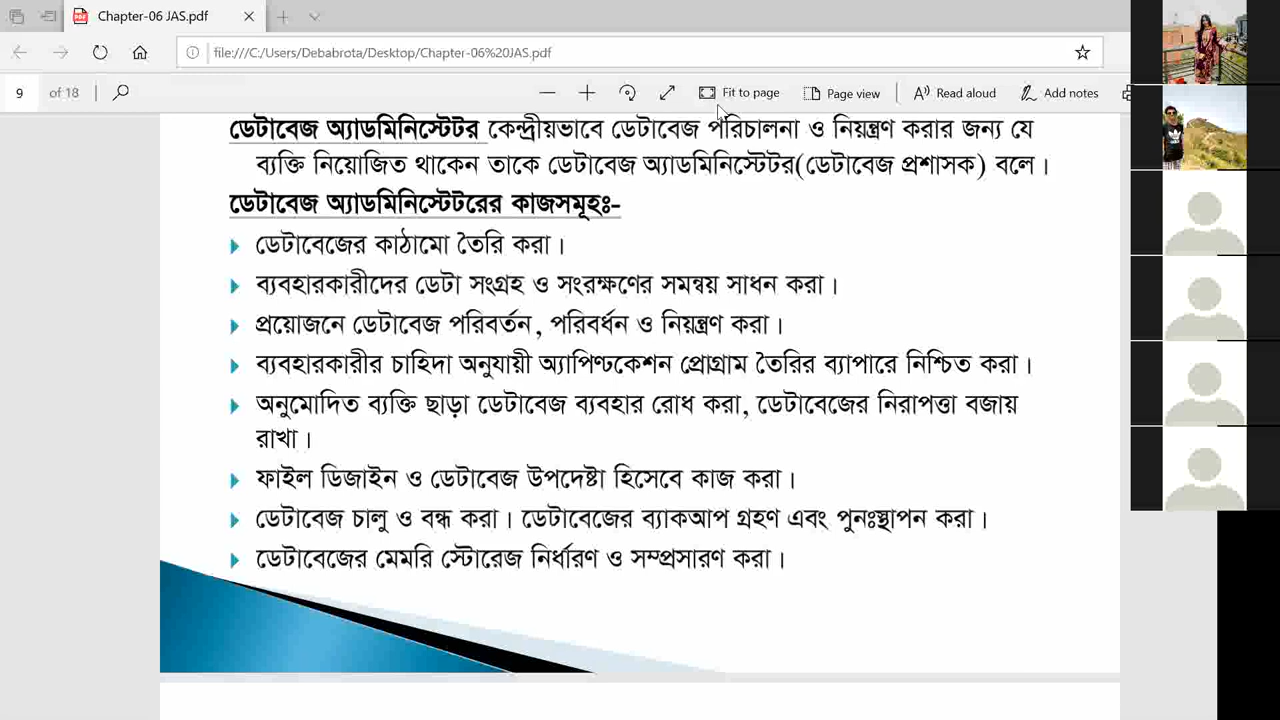 Chapter-06 JAS.pdf
file:///C:/Users/Debabrota/Desktop/Chapter-06%20JAS.pdf
9 of 18 Fit to page Page view Read aloud Add notes
ডেটাবেজ অ্যাডমিনিস্টেটর কেন্দ্রীয়ভাবে ডেটাবেজ পরিচালনা ও নিয়ন্ত্রণ করার জন্য যে
ব্যক্তি নিয়োজিত থাকেন তাকে ডেটাবেজ অ্যাডমিনিস্টেটর(ডেটাবেজ প্রশাসক) বলে।
ডেটাবেজ অ্যাডমিনিস্টেটরের কাজসমূহঃ-
ডেটাবেজের কাঠামো তৈরি করা।
ব্যবহারকারীদের ডেটা সংগ্রহ ও সংরক্ষণের সমন্বয় সাধন করা।
প্রয়োজনে ডেটাবেজ পরিবর্তন, পরিবর্ধন ও নিয়ন্ত্রণ করা।
ব্যবহারকারীর চাহিদা অনুযায়ী অ্যাপিণ্ডকেশন প্রোগ্রাম তৈরির ব্যাপারে নিশ্চিত করা।
অনুমোদিত ব্যক্তি ছাড়া ডেটাবেজ ব্যবহার রোধ করা, ডেটাবেজের নিরাপত্তা বজায়
রাখা।
ফাইল ডিজাইন ও ডেটাবেজ উপদেষ্টা হিসেবে কাজ করা।
ডেটাবেজ চালু ও বন্ধ করা। ডেটাবেজের ব্যাকআপ গ্রহণ এবং পুনঃস্থাপন করা।
ডেটাবেজের মেমরি স্টোরেজ নির্ধারণ ও সম্প্রসারণ করা।